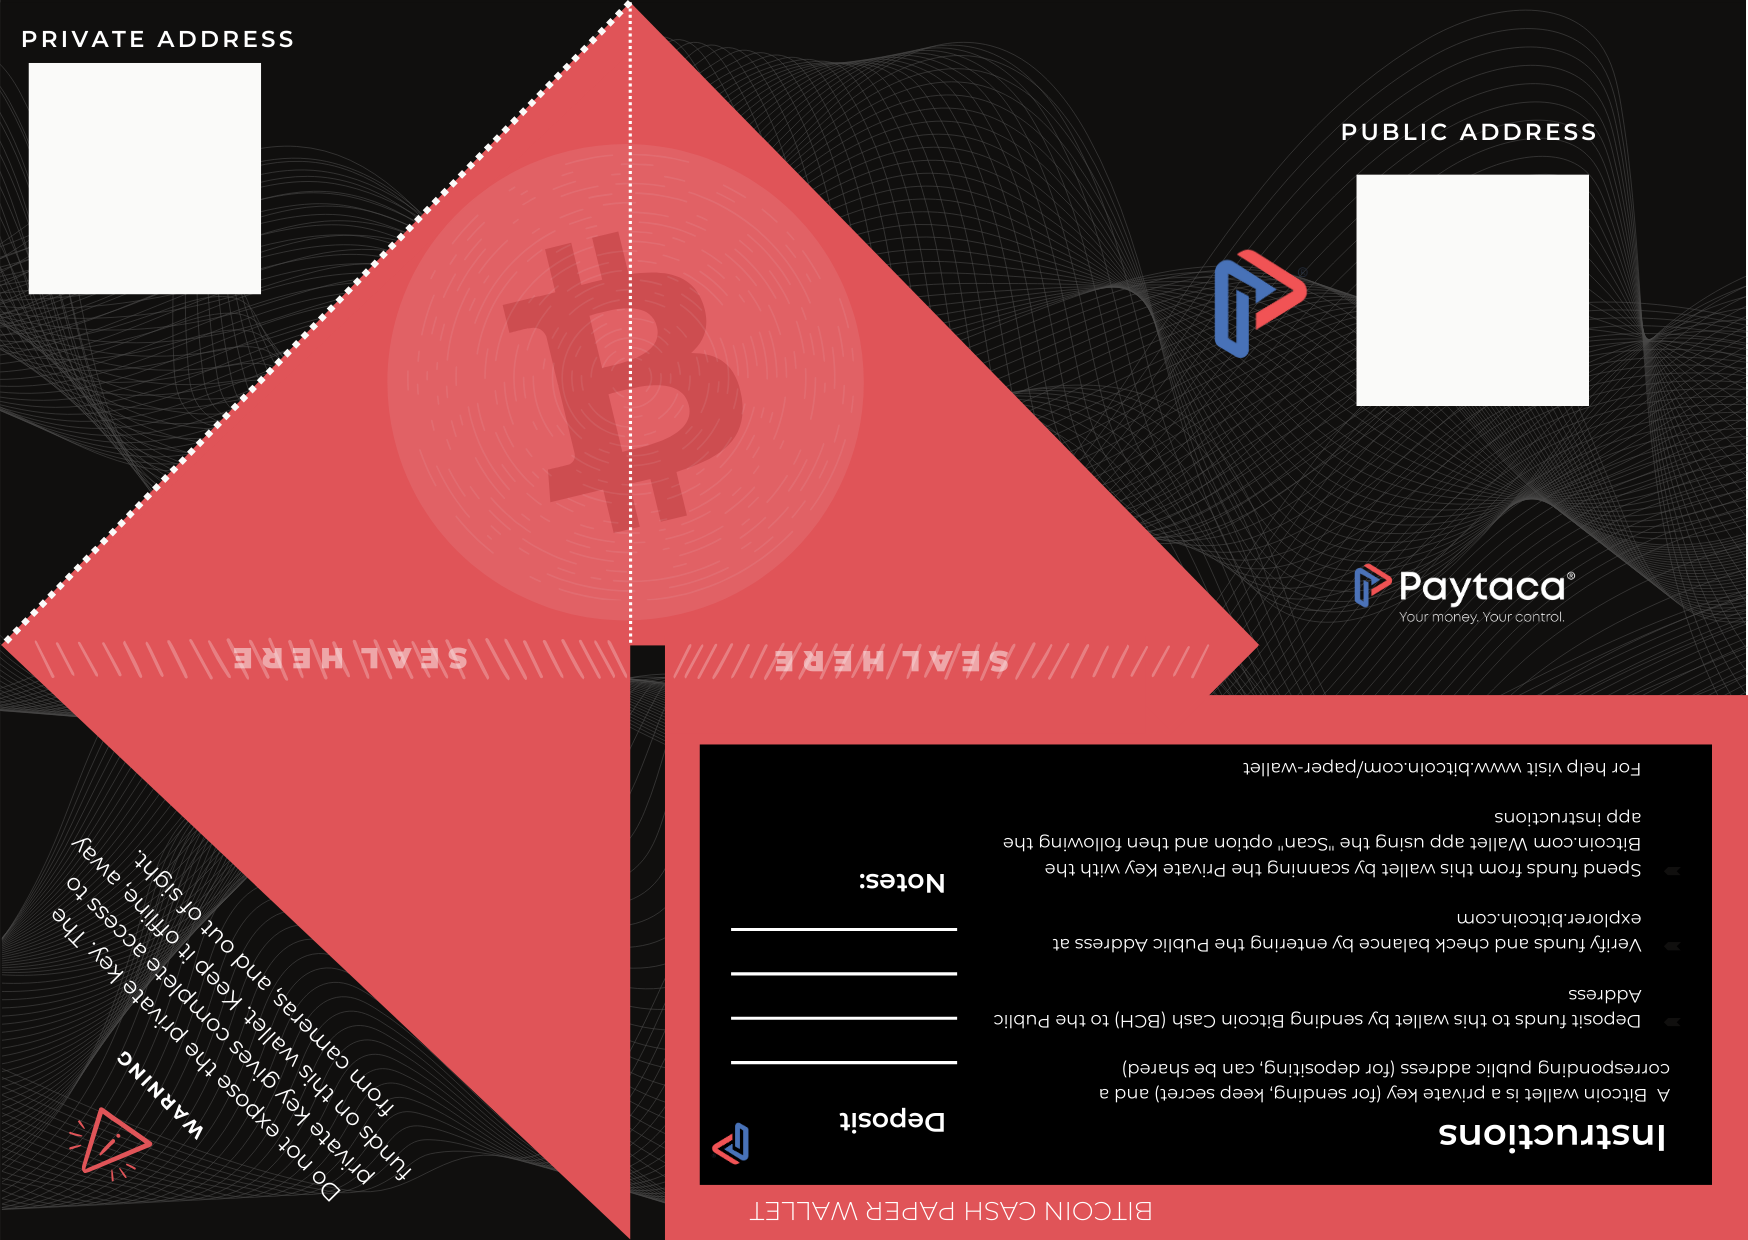 PRIVATE ADDRESS
PUBLIC ADDRESS
Paytaca®
Your money. Your control.
SEAL HERE
SEAL HERE
WARNING
Do not expose the private key. The
private key gives complete access to
funds on this wallet. Keep it offline, away
from cameras, and out of sight.
BITCOIN CASH PAPER WALLET
Instructions
A Bitcoin wallet is a private key (for sending, keep secret) and a
corresponding public address (for depositing, can be shared)
Deposit funds to this wallet by sending Bitcoin Cash (BCH) to the Public
Address
Verify funds and check balance by entering the Public Address at
explorer.bitcoin.com
Spend funds from this wallet by scanning the Private Key with the
Bitcoin.com Wallet app using the "Scan" option and then following the
app instructions
For help visit www.bitcoin.com/paper-wallet
Deposit
Notes: